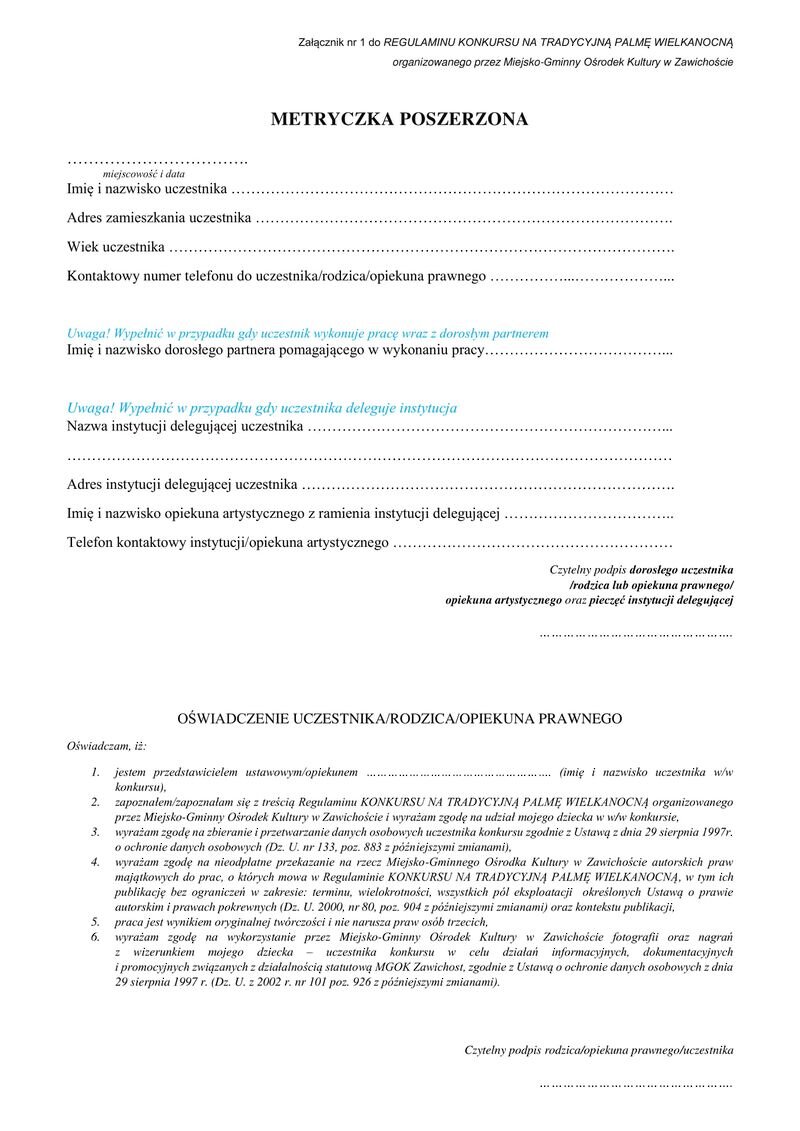 Załącznik nr 1 do REGULAMINU KONKURSU NA TRADYCYJNĄ PALMĘ WIELKANOCNĄ
organizowanego przez Miejsko-Gminny Ośrodek Kultury w Zawichoście
METRYCZKA POSZERZONA
…………………………….
miejscowość i data
Imię i nazwisko uczestnika ………………………………………………………………………………
Adres zamieszkania uczestnika ………………………………………………………………………….
Wiek uczestnika ………………………………………………………………………………………….
Kontaktowy numer telefonu do uczestnika/rodzica/opiekuna prawnego ……………...………………...
Uwaga! Wypełnić w przypadku gdy uczestnik wykonuje pracę wraz z dorosłym partnerem
Imię i nazwisko dorosłego partnera pomagającego w wykonaniu pracy………………………………...
Uwaga! Wypełnić w przypadku gdy uczestnika deleguje instytucja
Nazwa instytucji delegującej uczestnika ………………………………………………………………...
……………………………………………………………………………………………………………
Adres instytucji delegującej uczestnika ………………………………………………………………….
Imię i nazwisko opiekuna artystycznego z ramienia instytucji delegującej ……………………………..
Telefon kontaktowy instytucji/opiekuna artystycznego …………………………………………………
Czytelny podpis dorosłego uczestnika
/rodzica lub opiekuna prawnego/
opiekuna artystycznego oraz pieczęć instytucji delegującej
………………………………………….
OŚWIADCZENIE UCZESTNIKA/RODZICA/OPIEKUNA PRAWNEGO
Oświadczam, iż:
1. jestem przedstawicielem ustawowym/opiekunem ……………………………………………. (imię i nazwisko uczestnika w/w
konkursu),
2. zapoznałem/zapoznałam się z treścią Regulaminu KONKURSU NA TRADYCYJNĄ PALMĘ WIELKANOCNĄ organizowanego
przez Miejsko-Gminny Ośrodek Kultury w Zawichoście i wyrażam zgodę na udział mojego dziecka w w/w konkursie,
3. wyrażam zgodę na zbieranie i przetwarzanie danych osobowych uczestnika konkursu zgodnie z Ustawą z dnia 29 sierpnia 1997r.
o ochronie danych osobowych (Dz. U. nr 133, poz. 883 z późniejszymi zmianami),
4. wyrażam zgodę na nieodpłatne przekazanie na rzecz Miejsko-Gminnego Ośrodka Kultury w Zawichoście autorskich praw
majątkowych do prac, o których mowa w Regulaminie KONKURSU NA TRADYCYJNĄ PALMĘ WIELKANOCNĄ, w tym ich
publikację bez ograniczeń w zakresie: terminu, wielokrotności, wszystkich pól eksploatacji określonych Ustawą o prawie
autorskim i prawach pokrewnych (Dz. U. 2000, nr 80, poz. 904 z późniejszymi zmianami) oraz kontekstu publikacji,
5. praca jest wynikiem oryginalnej twórczości i nie narusza praw osób trzecich,
6. wyrażam zgodę na wykorzystanie przez Miejsko-Gminny Ośrodek Kultury w Zawichoście fotografii oraz nagrań
z wizerunkiem mojego dziecka – uczestnika konkursu w celu działań informacyjnych, dokumentacyjnych
i promocyjnych związanych z działalnością statutową MGOK Zawichost, zgodnie z Ustawą o ochronie danych osobowych z dnia
29 sierpnia 1997 r. (Dz. U. z 2002 r. nr 101 poz. 926 z późniejszymi zmianami).
Czytelny podpis rodzica/opiekuna prawnego/uczestnika
………………………………………….